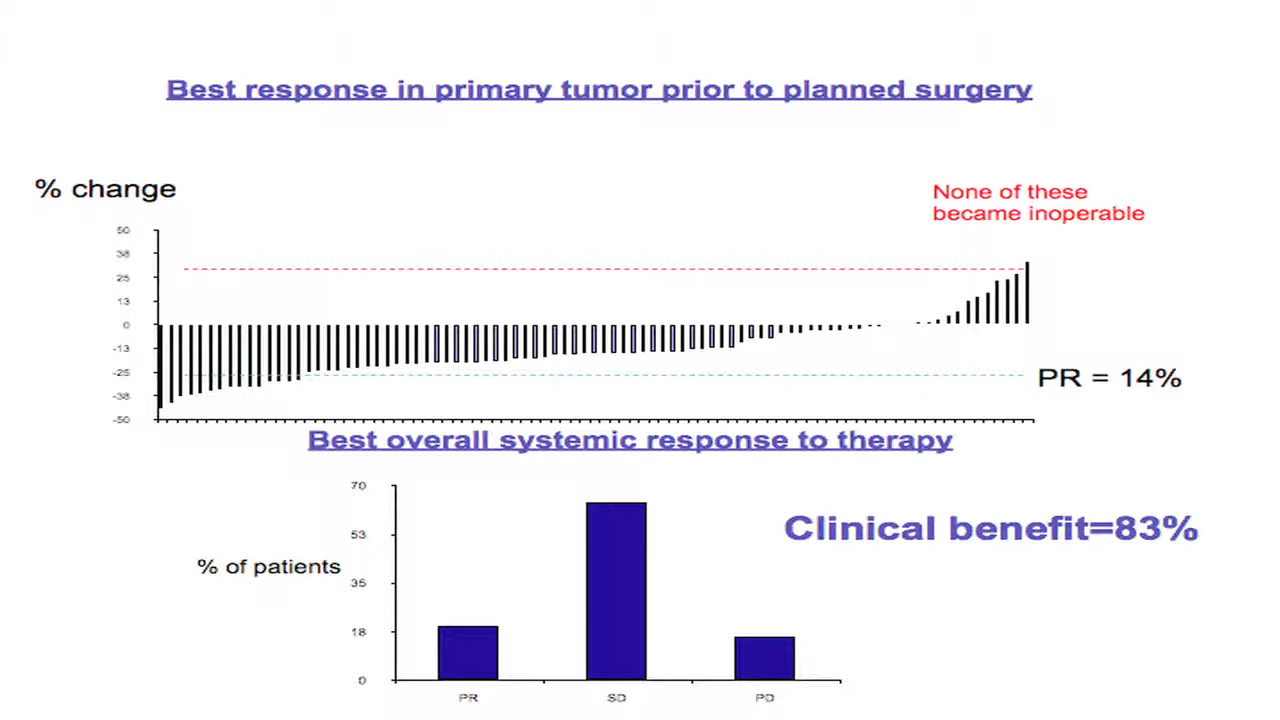 Best response in primary tumor prior to planned surgery
% change
None of these
became inoperable
50
38
25
13
0
-13
-25
-38
-50
PR = 14%
Best overall systemic response to therapy
Clinical benefit=83%
% of patients
70
53
35
18
0
PR
SD
PD